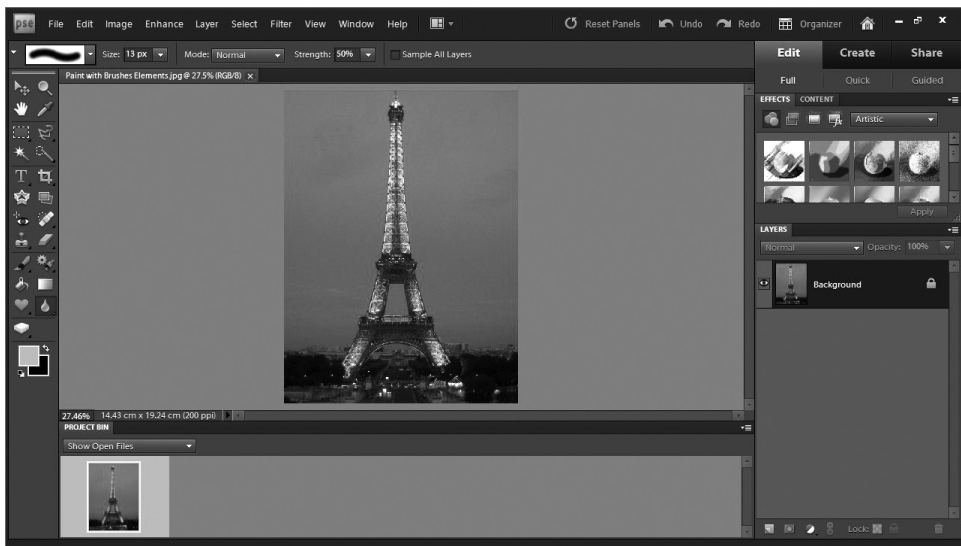 pse File Edit Image Enhance Layer Select Filter View Window Help Reset Panels Undo Redo Organizer
Size: 13 px Mode: Normal Strength: 50% Sample All Layers
Edit Create Share
Full Quick Guided
Paint with Brushes Elements.jpg @ 27.5% (RGB/8) x
EFFECTS CONTENT
fx Artistic
T
Apply
LAYERS
Normal Opacity: 100%
Background
27.46% 14.43 cm x 19.24 cm (200 ppi)
PROJECT BIN
Show Open Files
Lock: